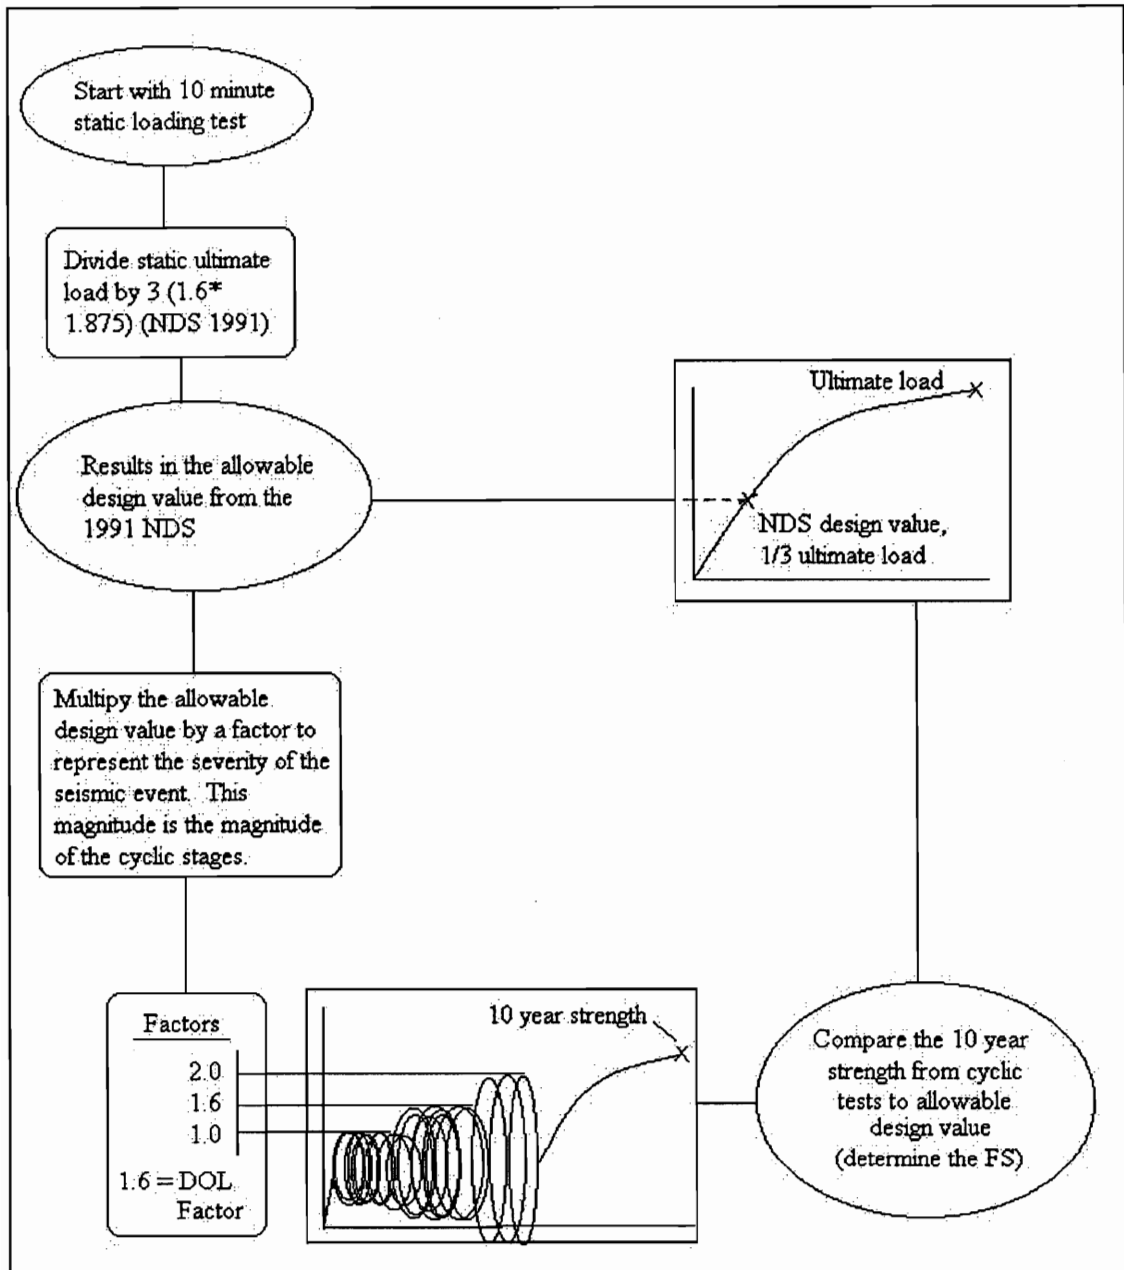 Start with 10 minute
static loading test
Divide static ultimate
load by 3 (1.6*
1.875) (NDS 1991)
Results in the allowable
design value from the
1991 NDS
Ultimate load
NDS design value,
1/3 ultimate load
Multipy the allowable
design value by a factor to
represent the severity of the
seismic event. This
magnitude is the magnitude
of the cyclic stages.
Factors
2.0
1.6
1.0
1.6 = DOL
Factor
10 year strength
Compare the 10 year
strength from cyclic
tests to allowable
design value
(determine the FS)